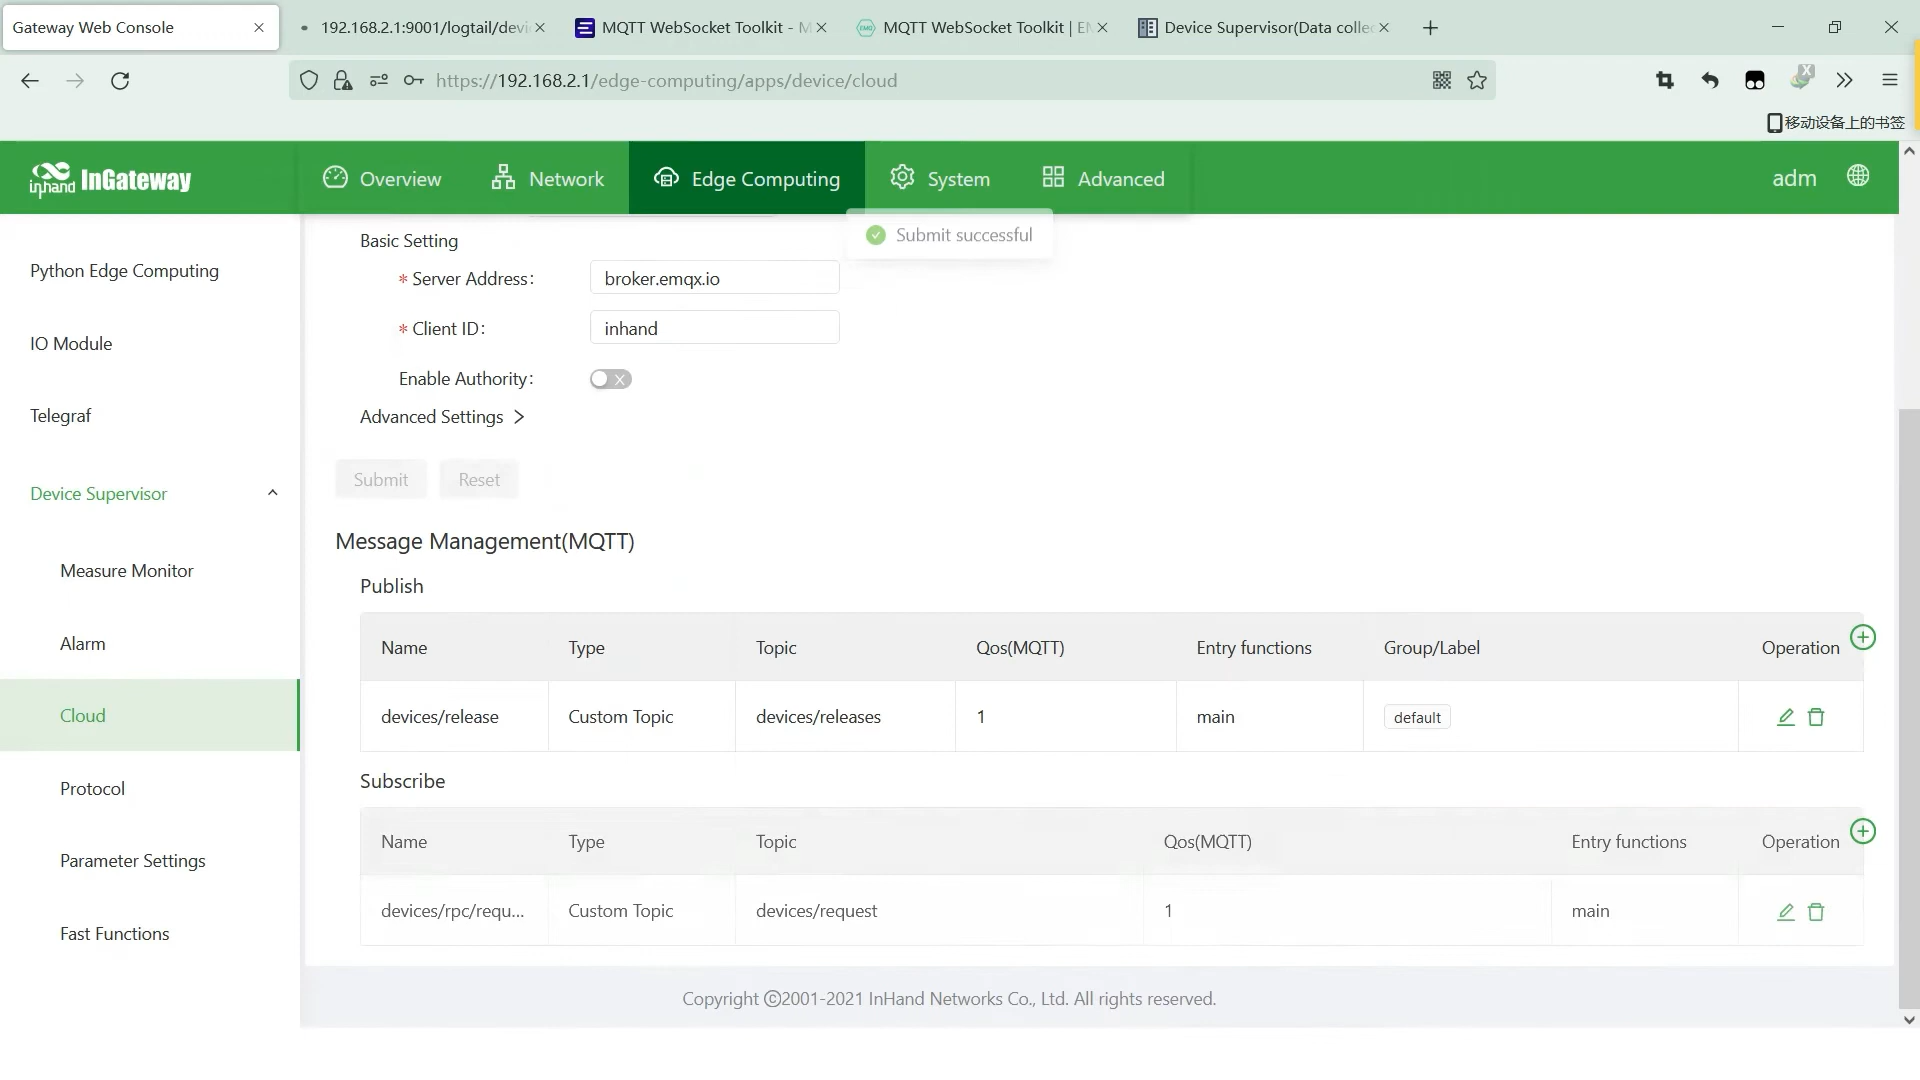 Gateway Web Console
192.168.2.1:9001/logtail/devi
MQTT WebSocket Toolkit - M
MQTT WebSocket Toolkit | EM
Device Supervisor(Data collec
https://192.168.2.1/edge-computing/apps/device/cloud
移动设备上的书签
inhand InGateway
Overview
Network
Edge Computing
System
Advanced
adm
Submit successful
Python Edge Computing
IO Module
Telegraf
Device Supervisor
Measure Monitor
Alarm
Cloud
Protocol
Parameter Settings
Fast Functions
Basic Setting
* Server Address: broker.emqx.io
* Client ID: inhand
Enable Authority:
Advanced Settings >
Submit Reset
Message Management(MQTT)
Publish
Name Type Topic Qos(MQTT) Entry functions Group/Label Operation
devices/release Custom Topic devices/releases 1 main default
Subscribe
Name Type Topic Qos(MQTT) Entry functions Operation
devices/rpc/requ... Custom Topic devices/request 1 main
Copyright ©2001-2021 InHand Networks Co., Ltd. All rights reserved.